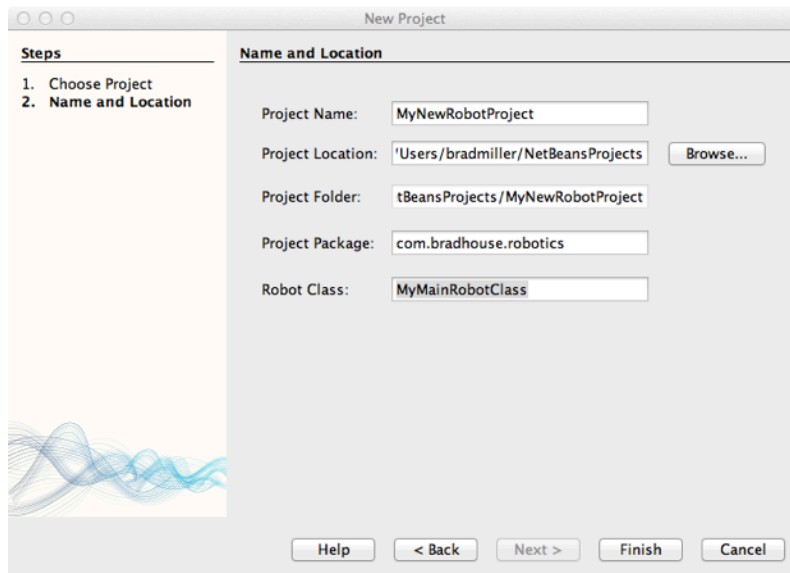 New Project
Steps
1. Choose Project
2. Name and Location
Name and Location
Project Name: MyNewRobotProject
Project Location: 'Users/bradmiller/NetBeansProjects Browse...
Project Folder: tBeansProjects/MyNewRobotProject
Project Package: com.bradhouse.robotics
Robot Class: MyMainRobotClass
Help < Back Next > Finish Cancel